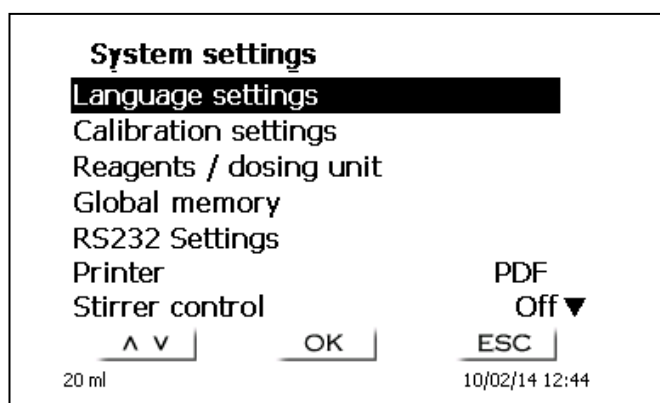 System settings
Language settings
Calibration settings
Reagents / dosing unit
Global memory
RS232 Settings
Printer PDF
Stirrer control Off ▼
∧ ∨ OK ESC
20 ml 10/02/14 12:44